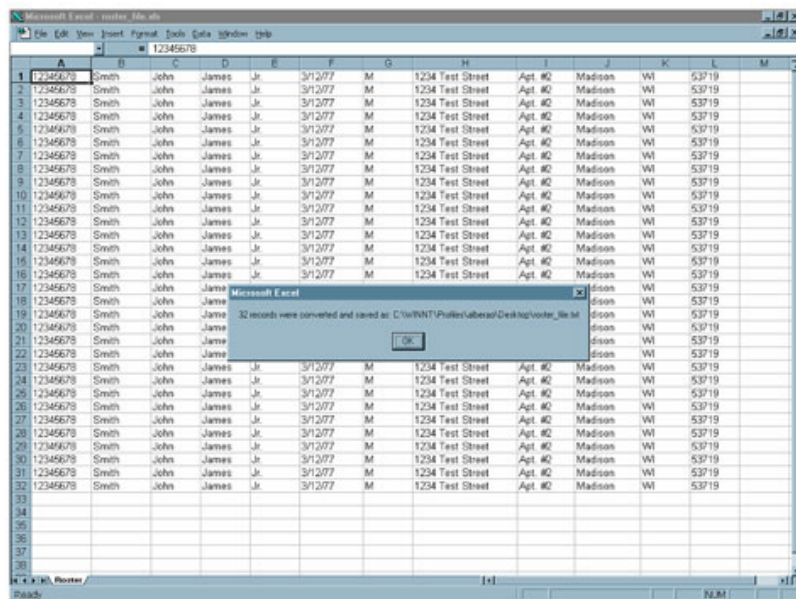 Microsoft Excel - roster_file.xls
File Edit View Insert Format Tools Data Window Help
= 12345678
A B C D E F G H I J K L M
1 12345678 Smith John James Jr. 3/12/77 M 1234 Test Street Apt. #2 Madison WI 53719
2 12345678 Smith John James Jr. 3/12/77 M 1234 Test Street Apt. #2 Madison WI 53719
3 12345678 Smith John James Jr. 3/12/77 M 1234 Test Street Apt. #2 Madison WI 53719
4 12345678 Smith John James Jr. 3/12/77 M 1234 Test Street Apt. #2 Madison WI 53719
5 12345678 Smith John James Jr. 3/12/77 M 1234 Test Street Apt. #2 Madison WI 53719
6 12345678 Smith John James Jr. 3/12/77 M 1234 Test Street Apt. #2 Madison WI 53719
7 12345678 Smith John James Jr. 3/12/77 M 1234 Test Street Apt. #2 Madison WI 53719
8 12345678 Smith John James Jr. 3/12/77 M 1234 Test Street Apt. #2 Madison WI 53719
9 12345678 Smith John James Jr. 3/12/77 M 1234 Test Street Apt. #2 Madison WI 53719
10 12345678 Smith John James Jr. 3/12/77 M 1234 Test Street Apt. #2 Madison WI 53719
11 12345678 Smith John James Jr. 3/12/77 M 1234 Test Street Apt. #2 Madison WI 53719
12 12345678 Smith John James Jr. 3/12/77 M 1234 Test Street Apt. #2 Madison WI 53719
13 12345678 Smith John James Jr. 3/12/77 M 1234 Test Street Apt. #2 Madison WI 53719
14 12345678 Smith John James Jr. 3/12/77 M 1234 Test Street Apt. #2 Madison WI 53719
15 12345678 Smith John James Jr. 3/12/77 M 1234 Test Street Apt. #2 Madison WI 53719
16 12345678 Smith John James Jr. 3/12/77 M 1234 Test Street Apt. #2 Madison WI 53719
17 12345678 Smith John Jame dison WI 53719
18 12345678 Smith John Jame dison WI 53719
19 12345678 Smith John Jame dison WI 53719
20 12345678 Smith John Jame dison WI 53719
21 12345678 Smith John Jame dison WI 53719
22 12345678 Smith John Jame dison WI 53719
Microsoft Excel
32 records were converted and saved as: C:\WINNT\Profiles\alberao\Desktop\roster_file.txt
OK
23 12345678 Smith John James Jr. 3/12/77 M 1234 Test Street Apt. #2 Madison WI 53719
24 12345678 Smith John James Jr. 3/12/77 M 1234 Test Street Apt. #2 Madison WI 53719
25 12345678 Smith John James Jr. 3/12/77 M 1234 Test Street Apt. #2 Madison WI 53719
26 12345678 Smith John James Jr. 3/12/77 M 1234 Test Street Apt. #2 Madison WI 53719
27 12345678 Smith John James Jr. 3/12/77 M 1234 Test Street Apt. #2 Madison WI 53719
28 12345678 Smith John James Jr. 3/12/77 M 1234 Test Street Apt. #2 Madison WI 53719
29 12345678 Smith John James Jr. 3/12/77 M 1234 Test Street Apt. #2 Madison WI 53719
30 12345678 Smith John James Jr. 3/12/77 M 1234 Test Street Apt. #2 Madison WI 53719
31 12345678 Smith John James Jr. 3/12/77 M 1234 Test Street Apt. #2 Madison WI 53719
32 12345678 Smith John James Jr. 3/12/77 M 1234 Test Street Apt. #2 Madison WI 53719
33
34
35
36
37
38
Roster
Ready NUM